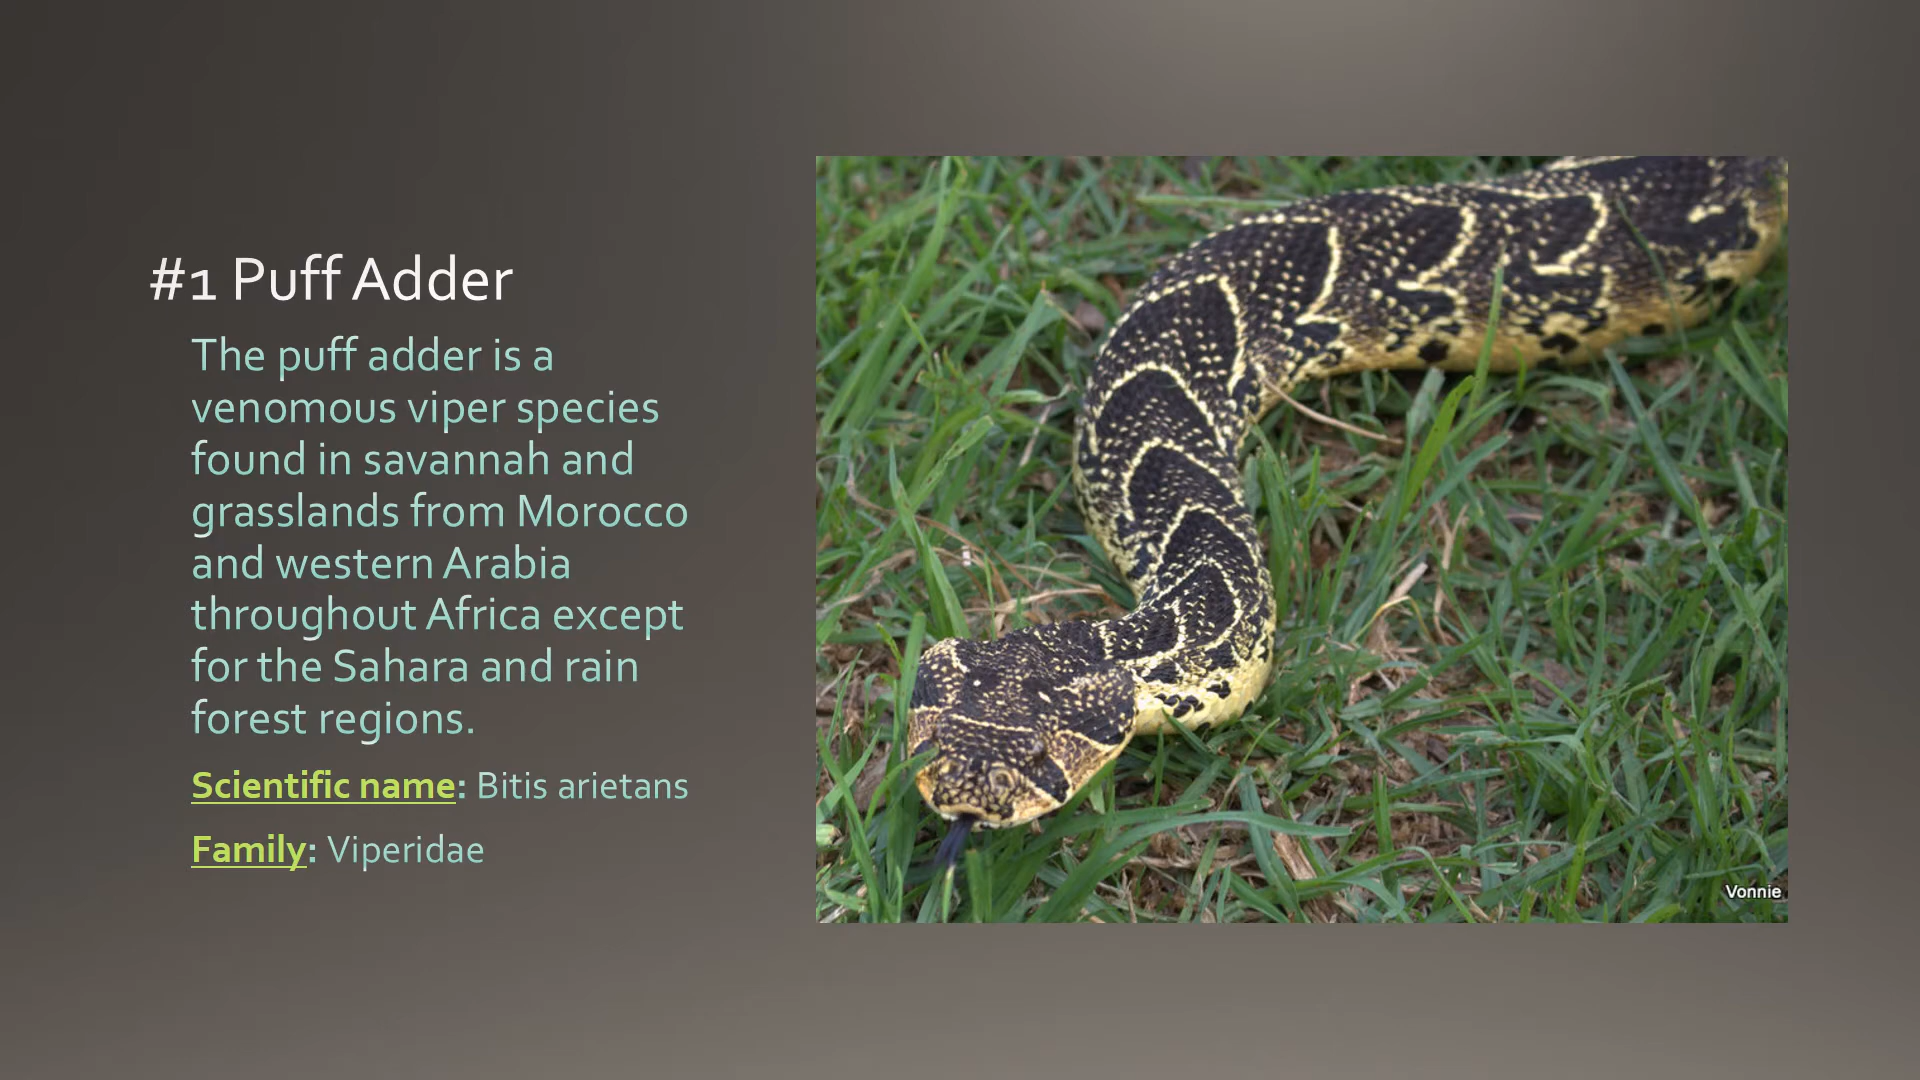 #1 Puff Adder
The puff adder is a
venomous viper species
found in savannah and
grasslands from Morocco
and western Arabia
throughout Africa except
for the Sahara and rain
forest regions.
Scientific name: Bitis arietans
Family: Viperidae
Vonnie